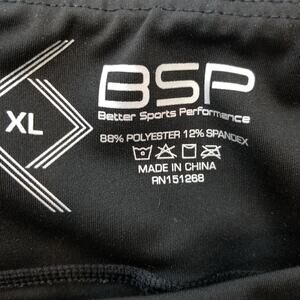 XL
BSP
Better Sports Performance
88% POLYESTER 12% SPANDEX
MADE IN CHINA
RN151268